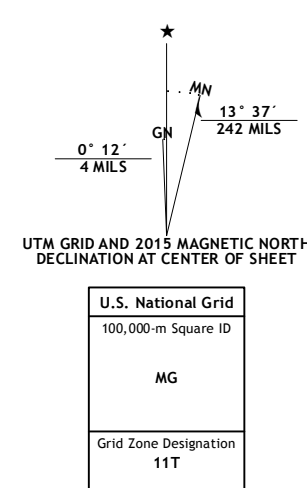 ★
MN
GN
13° 37´
242 MILS
0° 12´
4 MILS
UTM GRID AND 2015 MAGNETIC NORTH
DECLINATION AT CENTER OF SHEET
U.S. National Grid
100,000-m Square ID
MG
Grid Zone Designation
11T